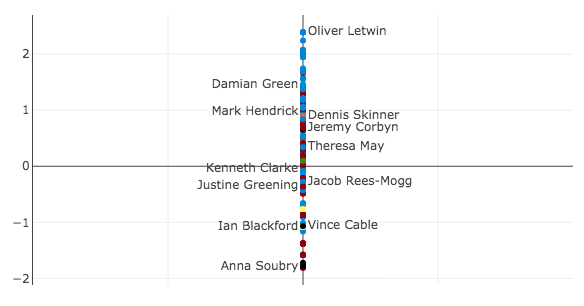 Oliver Letwin
2
Damian Green
1
Mark Hendrick
Dennis Skinner
Jeremy Corbyn
Theresa May
0
Kenneth Clarke
Justine Greening
Jacob Rees-Mogg
−1
Ian Blackford
Vince Cable
Anna Soubry
−2